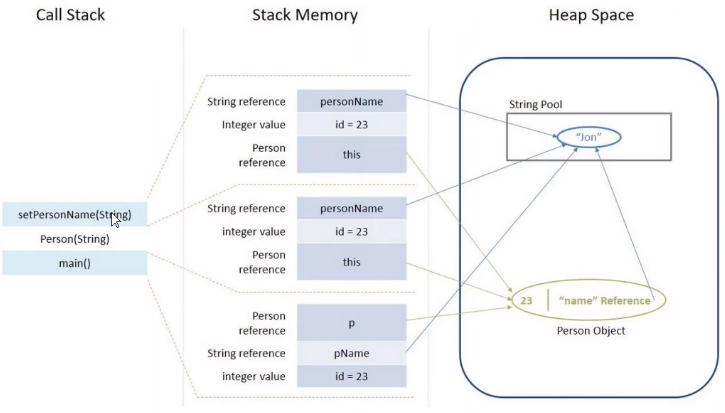 Call Stack
Stack Memory
Heap Space
setPersonName(String)
Person(String)
main()
String reference
personName
Integer value
id = 23
Person
reference
this
String reference
personName
integer value
id = 23
Person
reference
this
Person
reference
p
String reference
pName
integer value
id = 23
String Pool
"Jon"
23
"name" Reference
Person Object